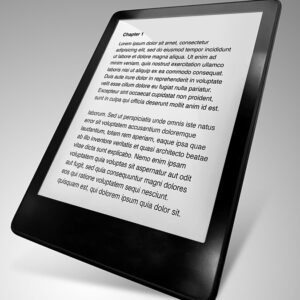 Chapter 1
Lorem ipsum dolor sit amet, consectetur
adipiscing elit, sed do eiusmod tempor incididunt
ut labore et dolore magna aliqua. Ut enim ad
minim veniam, quis nostrud exercitation ullamco
laboris nisi ut aliquip ex ea commodo consequat.
Duis aute irure dolor in reprehenderit in voluptate
velit esse cillum dolore eu fugiat nulla pariatur.
Excepteur sint occaecat cupidatat non proident,
sunt in culpa qui officia deserunt mollit anim id est
laborum. Sed ut perspiciatis unde omnis iste natus
error sit voluptatem accusantium doloremque
laudantium, totam rem aperiam, eaque ipsa quae
ab illo inventore veritatis et quasi architecto beatae
vitae dicta sunt explicabo. Nemo enim ipsam
voluptatem quia voluptas sit aspernatur aut odit aut
fugit, sed quia consequuntur magni dolores
eos qui ratione voluptatem sequi nesciunt.
quisquam est, qui dolorem ipsum quia dolor sit.